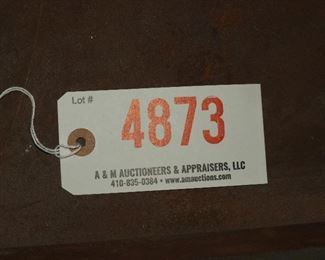 Lot #
4873
A & M AUCTIONEERS & APPRAISERS, LLC
410-835-0384 • www.amauctions.com